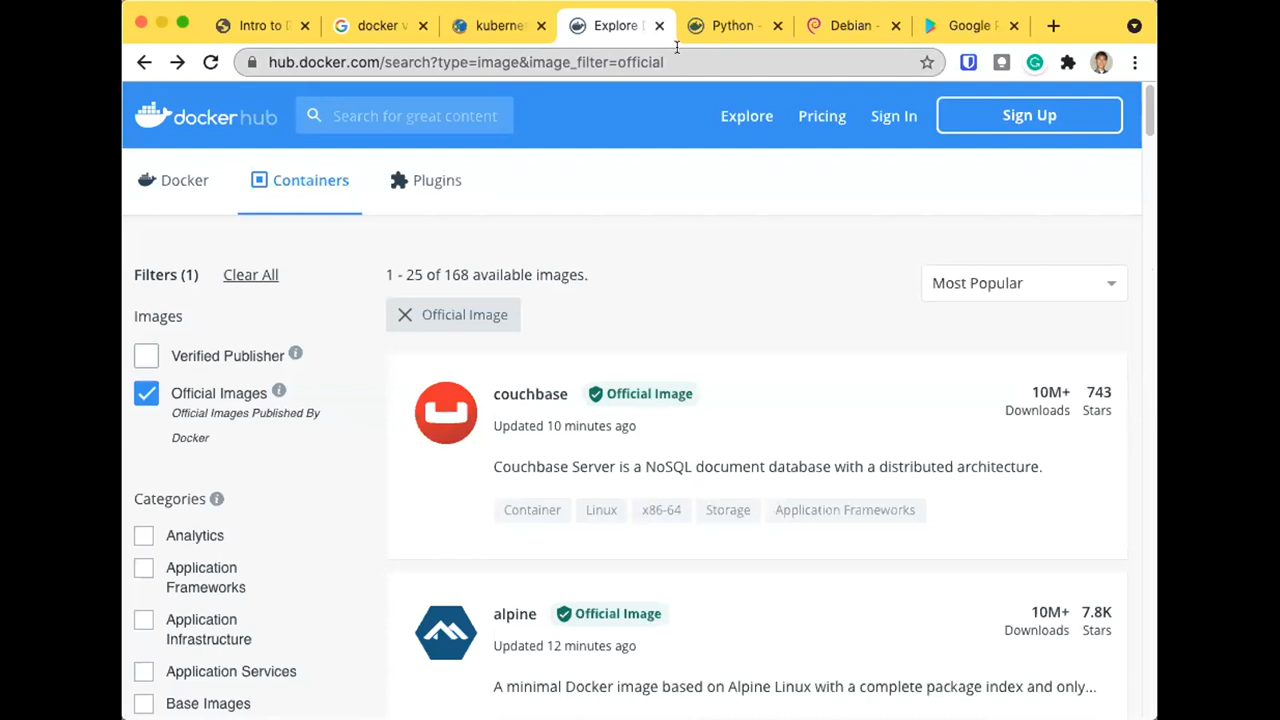 Intro to D
docker v
kubernet
Explore D
Python -
Debian -
Google P
hub.docker.com/search?type=image&image_filter=official
dockerhub
Search for great content
Explore
Pricing
Sign In
Sign Up
Docker
Containers
Plugins
Filters (1)
Clear All
1 - 25 of 168 available images.
Most Popular
Official Image
Images
Verified Publisher
Official Images
Official Images Published By
Docker
Categories
Analytics
Application
Frameworks
Application
Infrastructure
Application Services
Base Images
couchbase
Official Image
Updated 10 minutes ago
10M+
Downloads
743
Stars
Couchbase Server is a NoSQL document database with a distributed architecture.
Container
Linux
x86-64
Storage
Application Frameworks
alpine
Official Image
Updated 12 minutes ago
10M+
Downloads
7.8K
Stars
A minimal Docker image based on Alpine Linux with a complete package index and only...